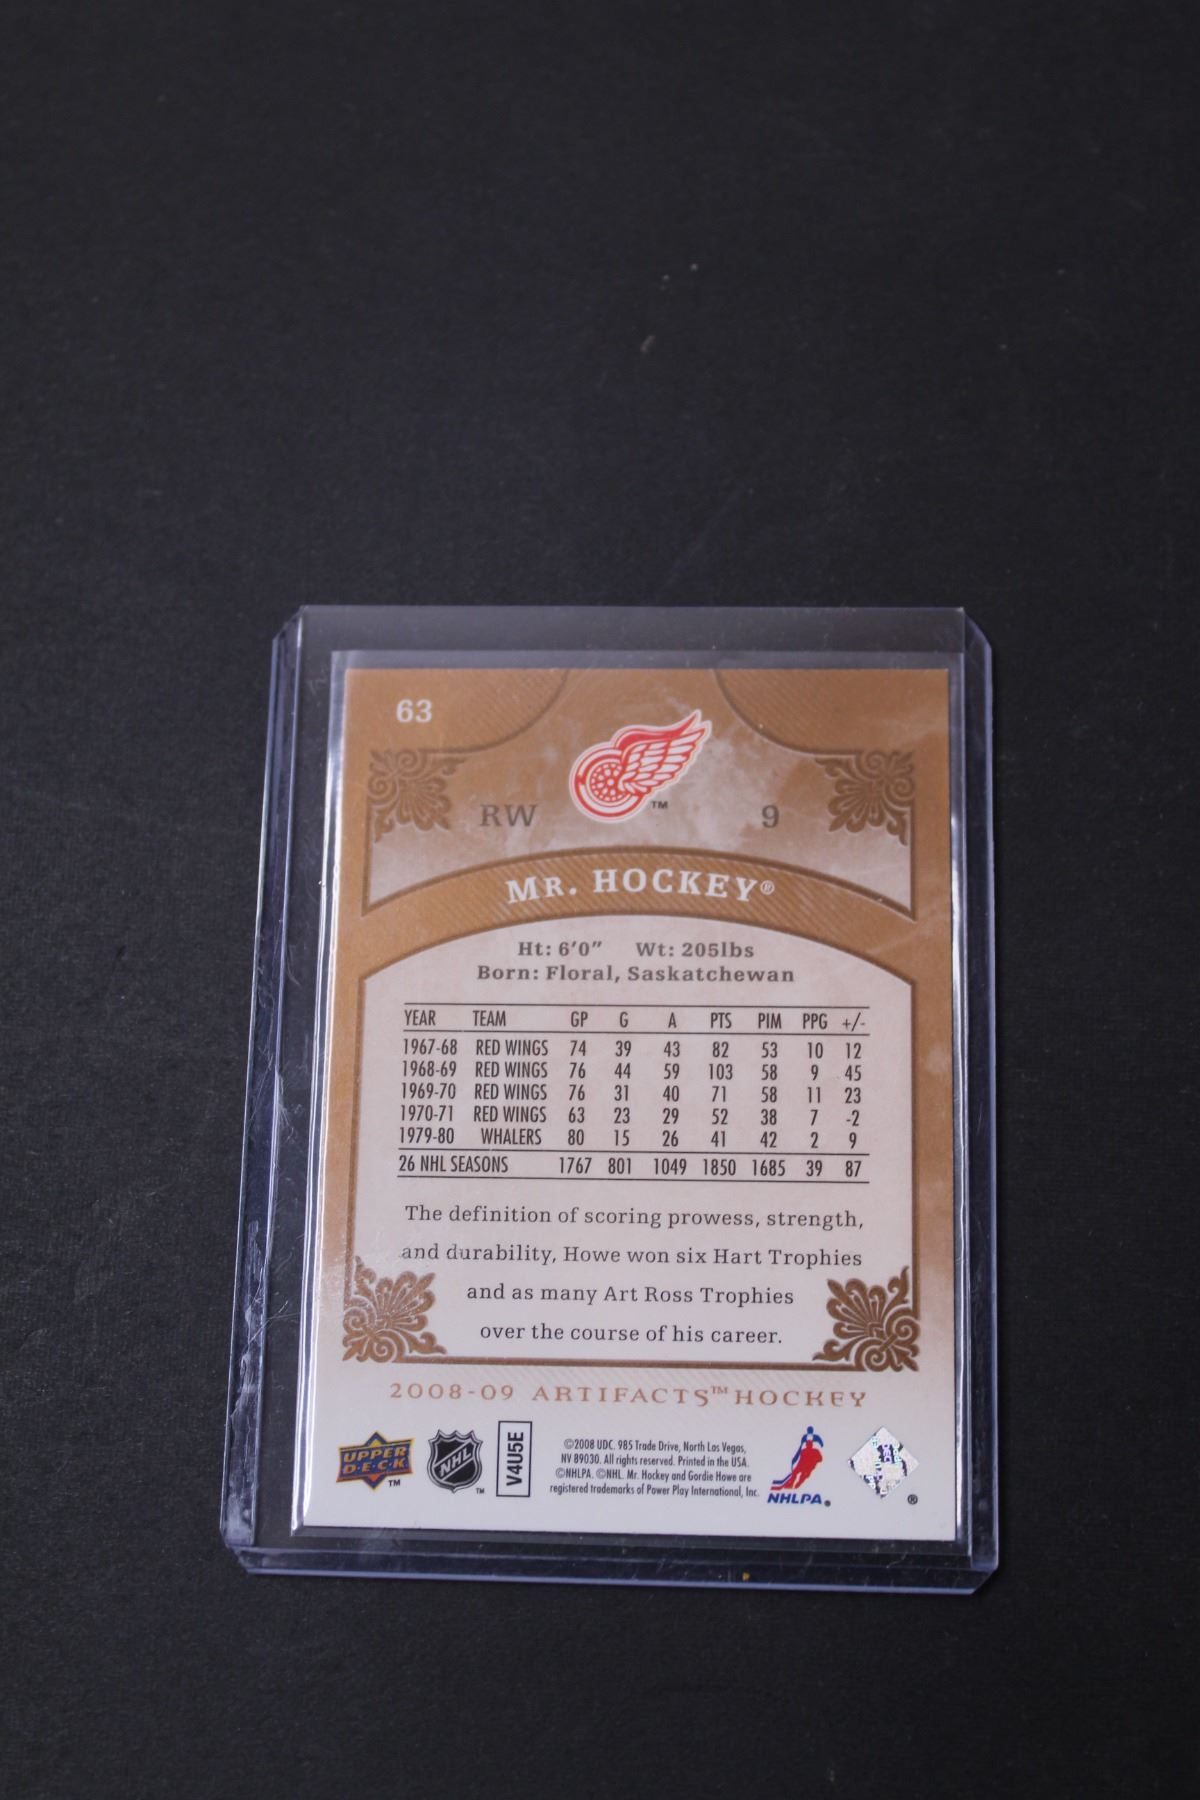 63
RW 9
TM
MR. HOCKEY®
Ht: 6'0" Wt: 205lbs
Born: Floral, Saskatchewan
YEAR TEAM GP G A PTS PIM PPG +/-
1967-68 RED WINGS 74 39 43 82 53 10 12
1968-69 RED WINGS 76 44 59 103 58 9 45
1969-70 RED WINGS 76 31 40 71 58 11 23
1970-71 RED WINGS 63 23 29 52 38 7 -2
1979-80 WHALERS 80 15 26 41 42 2 9
26 NHL SEASONS 1767 801 1049 1850 1685 39 87
The definition of scoring prowess, strength,
and durability, Howe won six Hart Trophies
and as many Art Ross Trophies
over the course of his career.
2008-09 ARTIFACTS™ HOCKEY
UPPER
DECK
TM
NHL
TM
V4U5E
©2008 UDC. 985 Trade Drive, North Las Vegas,
NV 89030. All rights reserved. Printed in the USA.
©NHLPA. ©NHL. Mr. Hockey and Gordie Howe are
registered trademarks of Power Play International, Inc.
NHLPA®
®